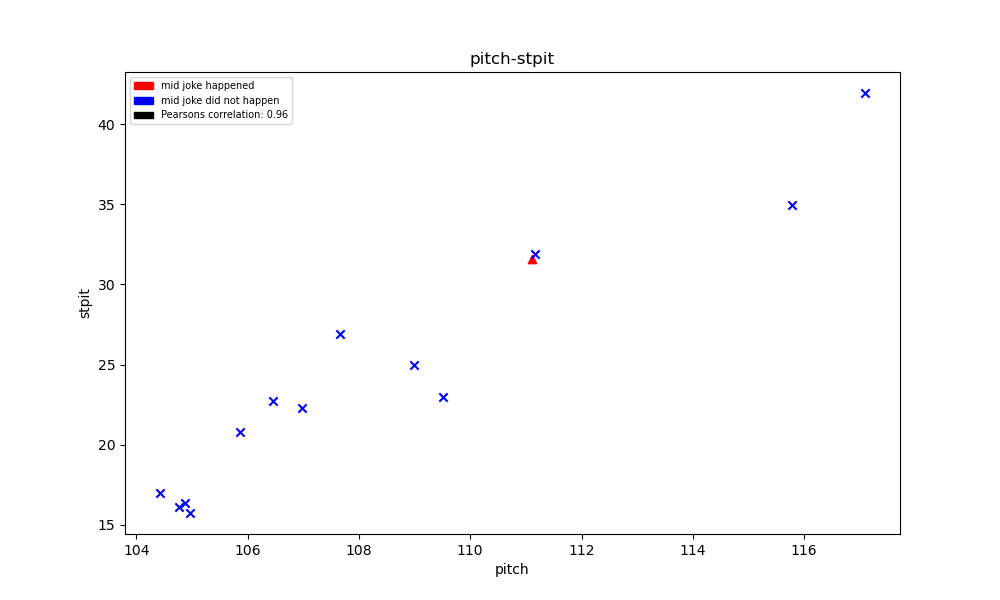 pitch-stpit
mid joke happened
mid joke did not happen
Pearsons correlation: 0.96
40
35
30
25
20
15
stpit
104 106 108 110 112 114 116
pitch